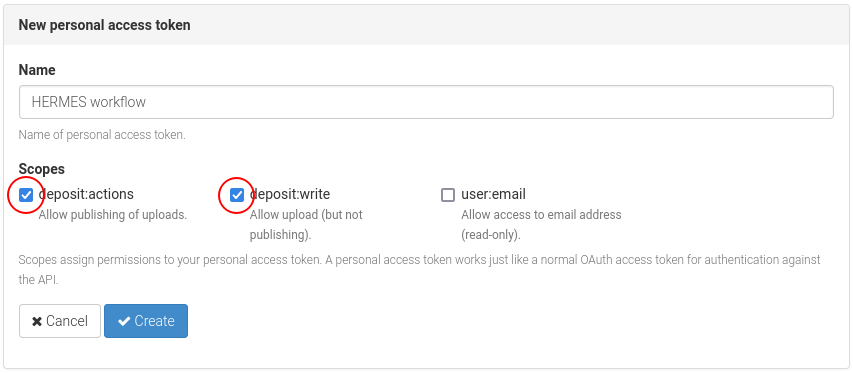 New personal access token
Name
HERMES workflow
Name of personal access token.
Scopes
deposit:actions
Allow publishing of uploads.
deposit:write
Allow upload (but not
publishing).
user:email
Allow access to email address
(read-only).
Scopes assign permissions to your personal access token. A personal access token works just like a normal OAuth access token for authentication against
the API.
Cancel
Create